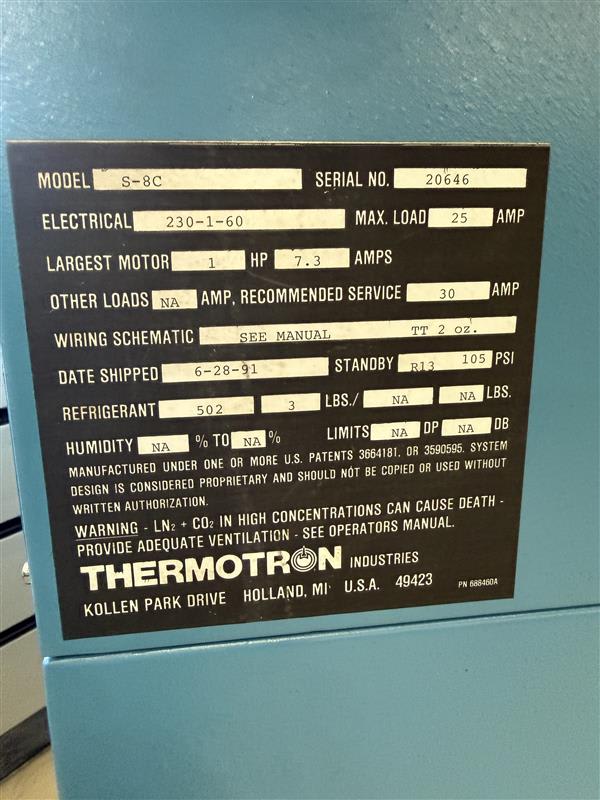 MODEL S-8C SERIAL NO. 20646
ELECTRICAL 230-1-60 MAX. LOAD 25 AMP
LARGEST MOTOR 1 HP 7.3 AMPS
OTHER LOADS NA AMP, RECOMMENDED SERVICE 30 AMP
WIRING SCHEMATIC SEE MANUAL TT 2 oz.
DATE SHIPPED 6-28-91 STANDBY R13 105 PSI
REFRIGERANT 502 3 LBS./ NA NA LBS.
HUMIDITY NA % TO NA % LIMITS NA DP NA DB
MANUFACTURED UNDER ONE OR MORE U.S. PATENTS 3664181, OR 3590595. SYSTEM
DESIGN IS CONSIDERED PROPRIETARY AND SHOULD NOT BE COPIED OR USED WITHOUT
WRITTEN AUTHORIZATION.
WARNING - LN₂ + CO₂ IN HIGH CONCENTRATIONS CAN CAUSE DEATH -
PROVIDE ADEQUATE VENTILATION - SEE OPERATORS MANUAL.
THERMOTRON INDUSTRIES
KOLLEN PARK DRIVE HOLLAND, MI U.S.A. 49423 PN 688460A